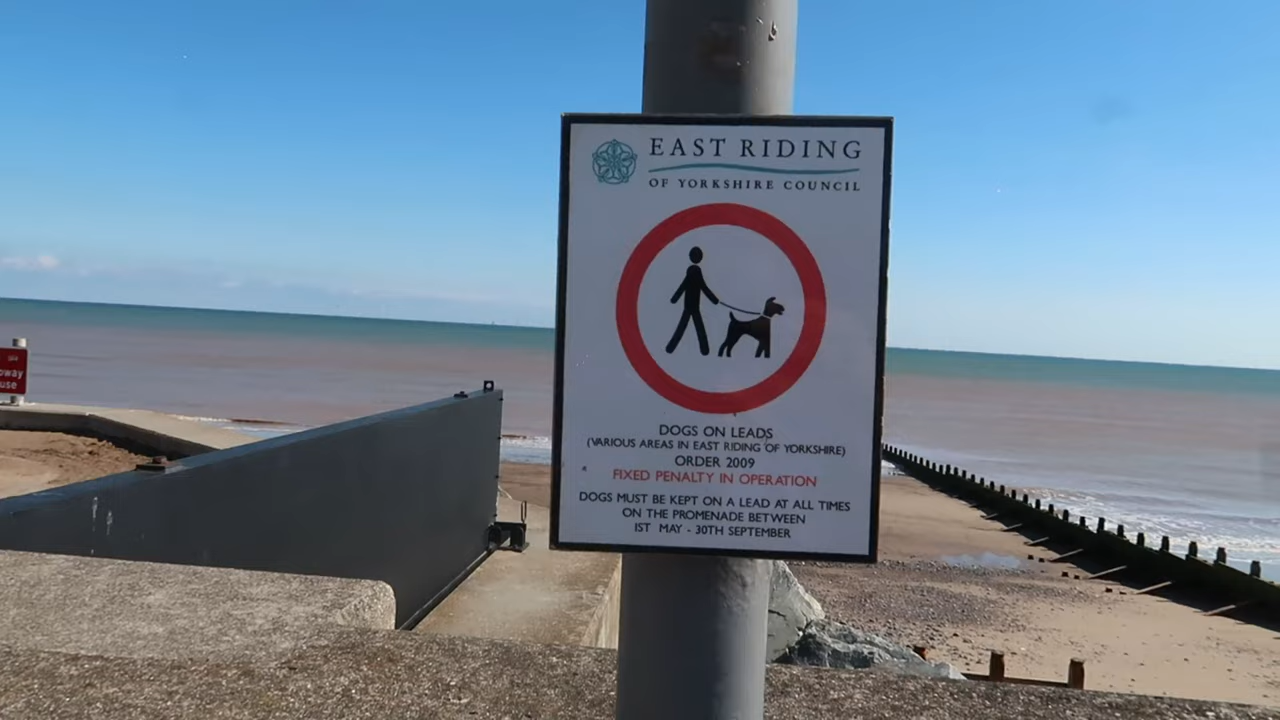 EAST RIDING
OF YORKSHIRE COUNCIL
DOGS ON LEADS
(VARIOUS AREAS IN EAST RIDING OF YORKSHIRE)
ORDER 2009
FIXED PENALTY IN OPERATION
DOGS MUST BE KEPT ON A LEAD AT ALL TIMES
ON THE PROMENADE BETWEEN
1ST MAY - 30TH SEPTEMBER